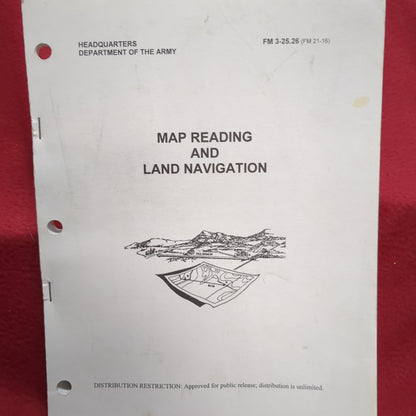 HEADQUARTERS
DEPARTMENT OF THE ARMY
FM 3-25.26 (FM 21-16)
MAP READING
AND
LAND NAVIGATION
DISTRIBUTION RESTRICTION: Approved for public release; distribution is unlimited.